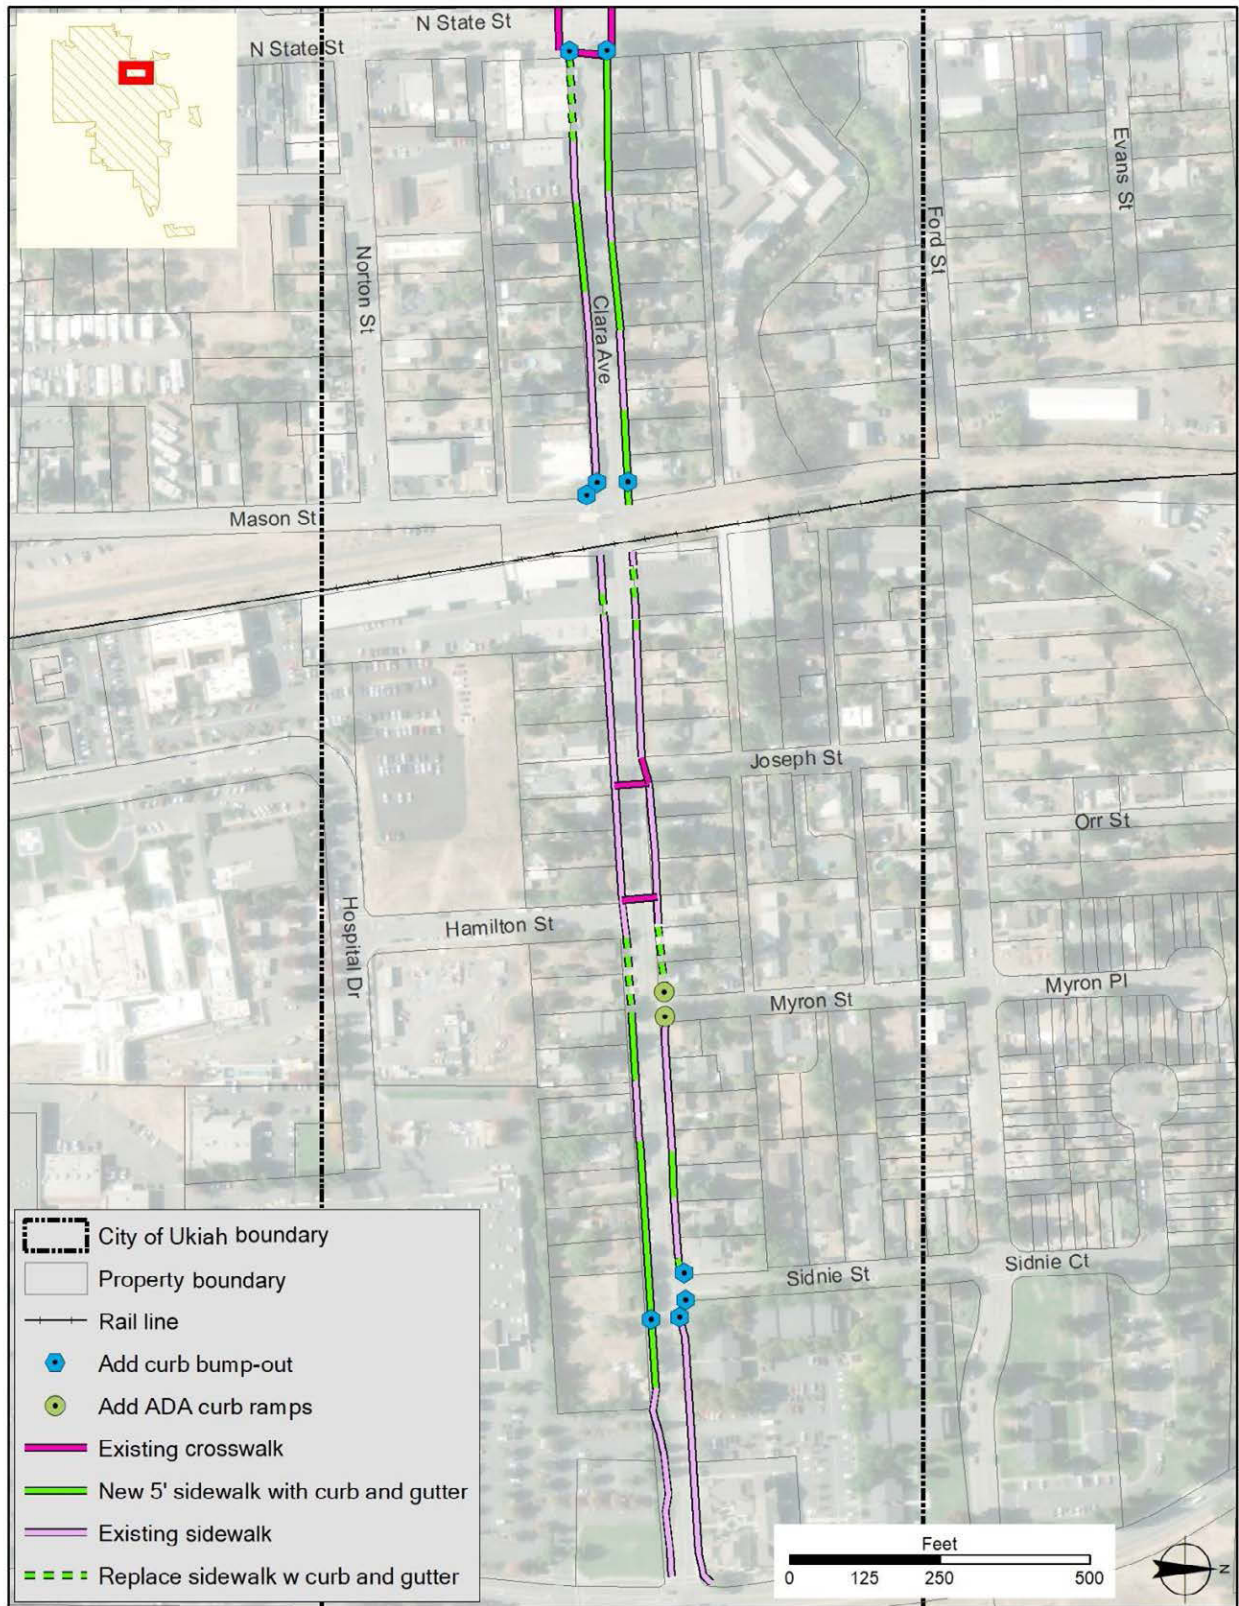 N State St
N State St
Evans St
Ford St
Norton St
Clara Ave
Mason St
Joseph St
Orr St
Hospital Dr
Hamilton St
Myron St
Myron Pl
Sidnie St
Sidnie Ct
City of Ukiah boundary
Property boundary
Rail line
Add curb bump-out
Add ADA curb ramps
Existing crosswalk
New 5' sidewalk with curb and gutter
Existing sidewalk
Replace sidewalk w curb and gutter
Feet
0 125 250 500
N